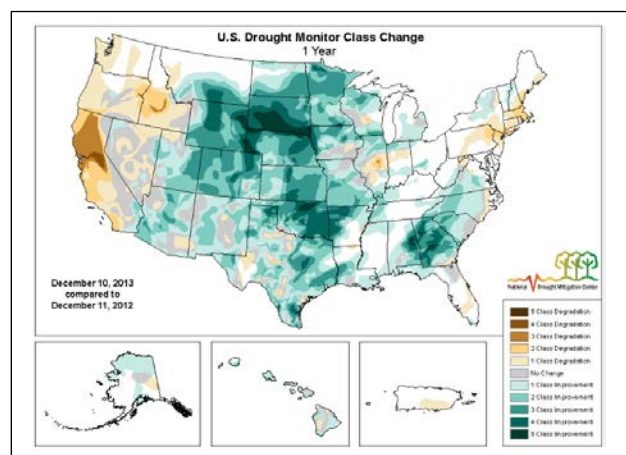 U.S. Drought Monitor Class Change
1 Year
December 10, 2013
compared to
December 11, 2012
National Drought Mitigation Center
5 Class Degradation
4 Class Degradation
3 Class Degradation
2 Class Degradation
1 Class Degradation
No Change
1 Class Improvement
2 Class Improvement
3 Class Improvement
4 Class Improvement
5 Class Improvement